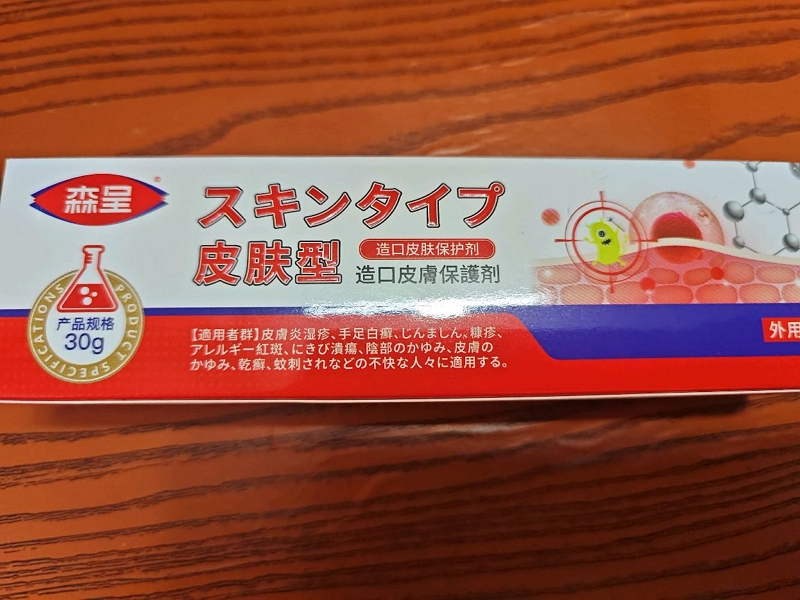 森呈
®
スキンタイプ
皮肤型
造口皮肤保护剂
造口皮膚保護剤
PRODUCT SPECIFICATIONS
产品规格
30g
【適用者群】皮膚炎湿疹、手足白癬、じんましん、糠疹、
アレルギー紅斑、にきび潰瘍、陰部のかゆみ、皮膚の
かゆみ、乾癬、蚊刺されなどの不快な人々に適用する。
外用